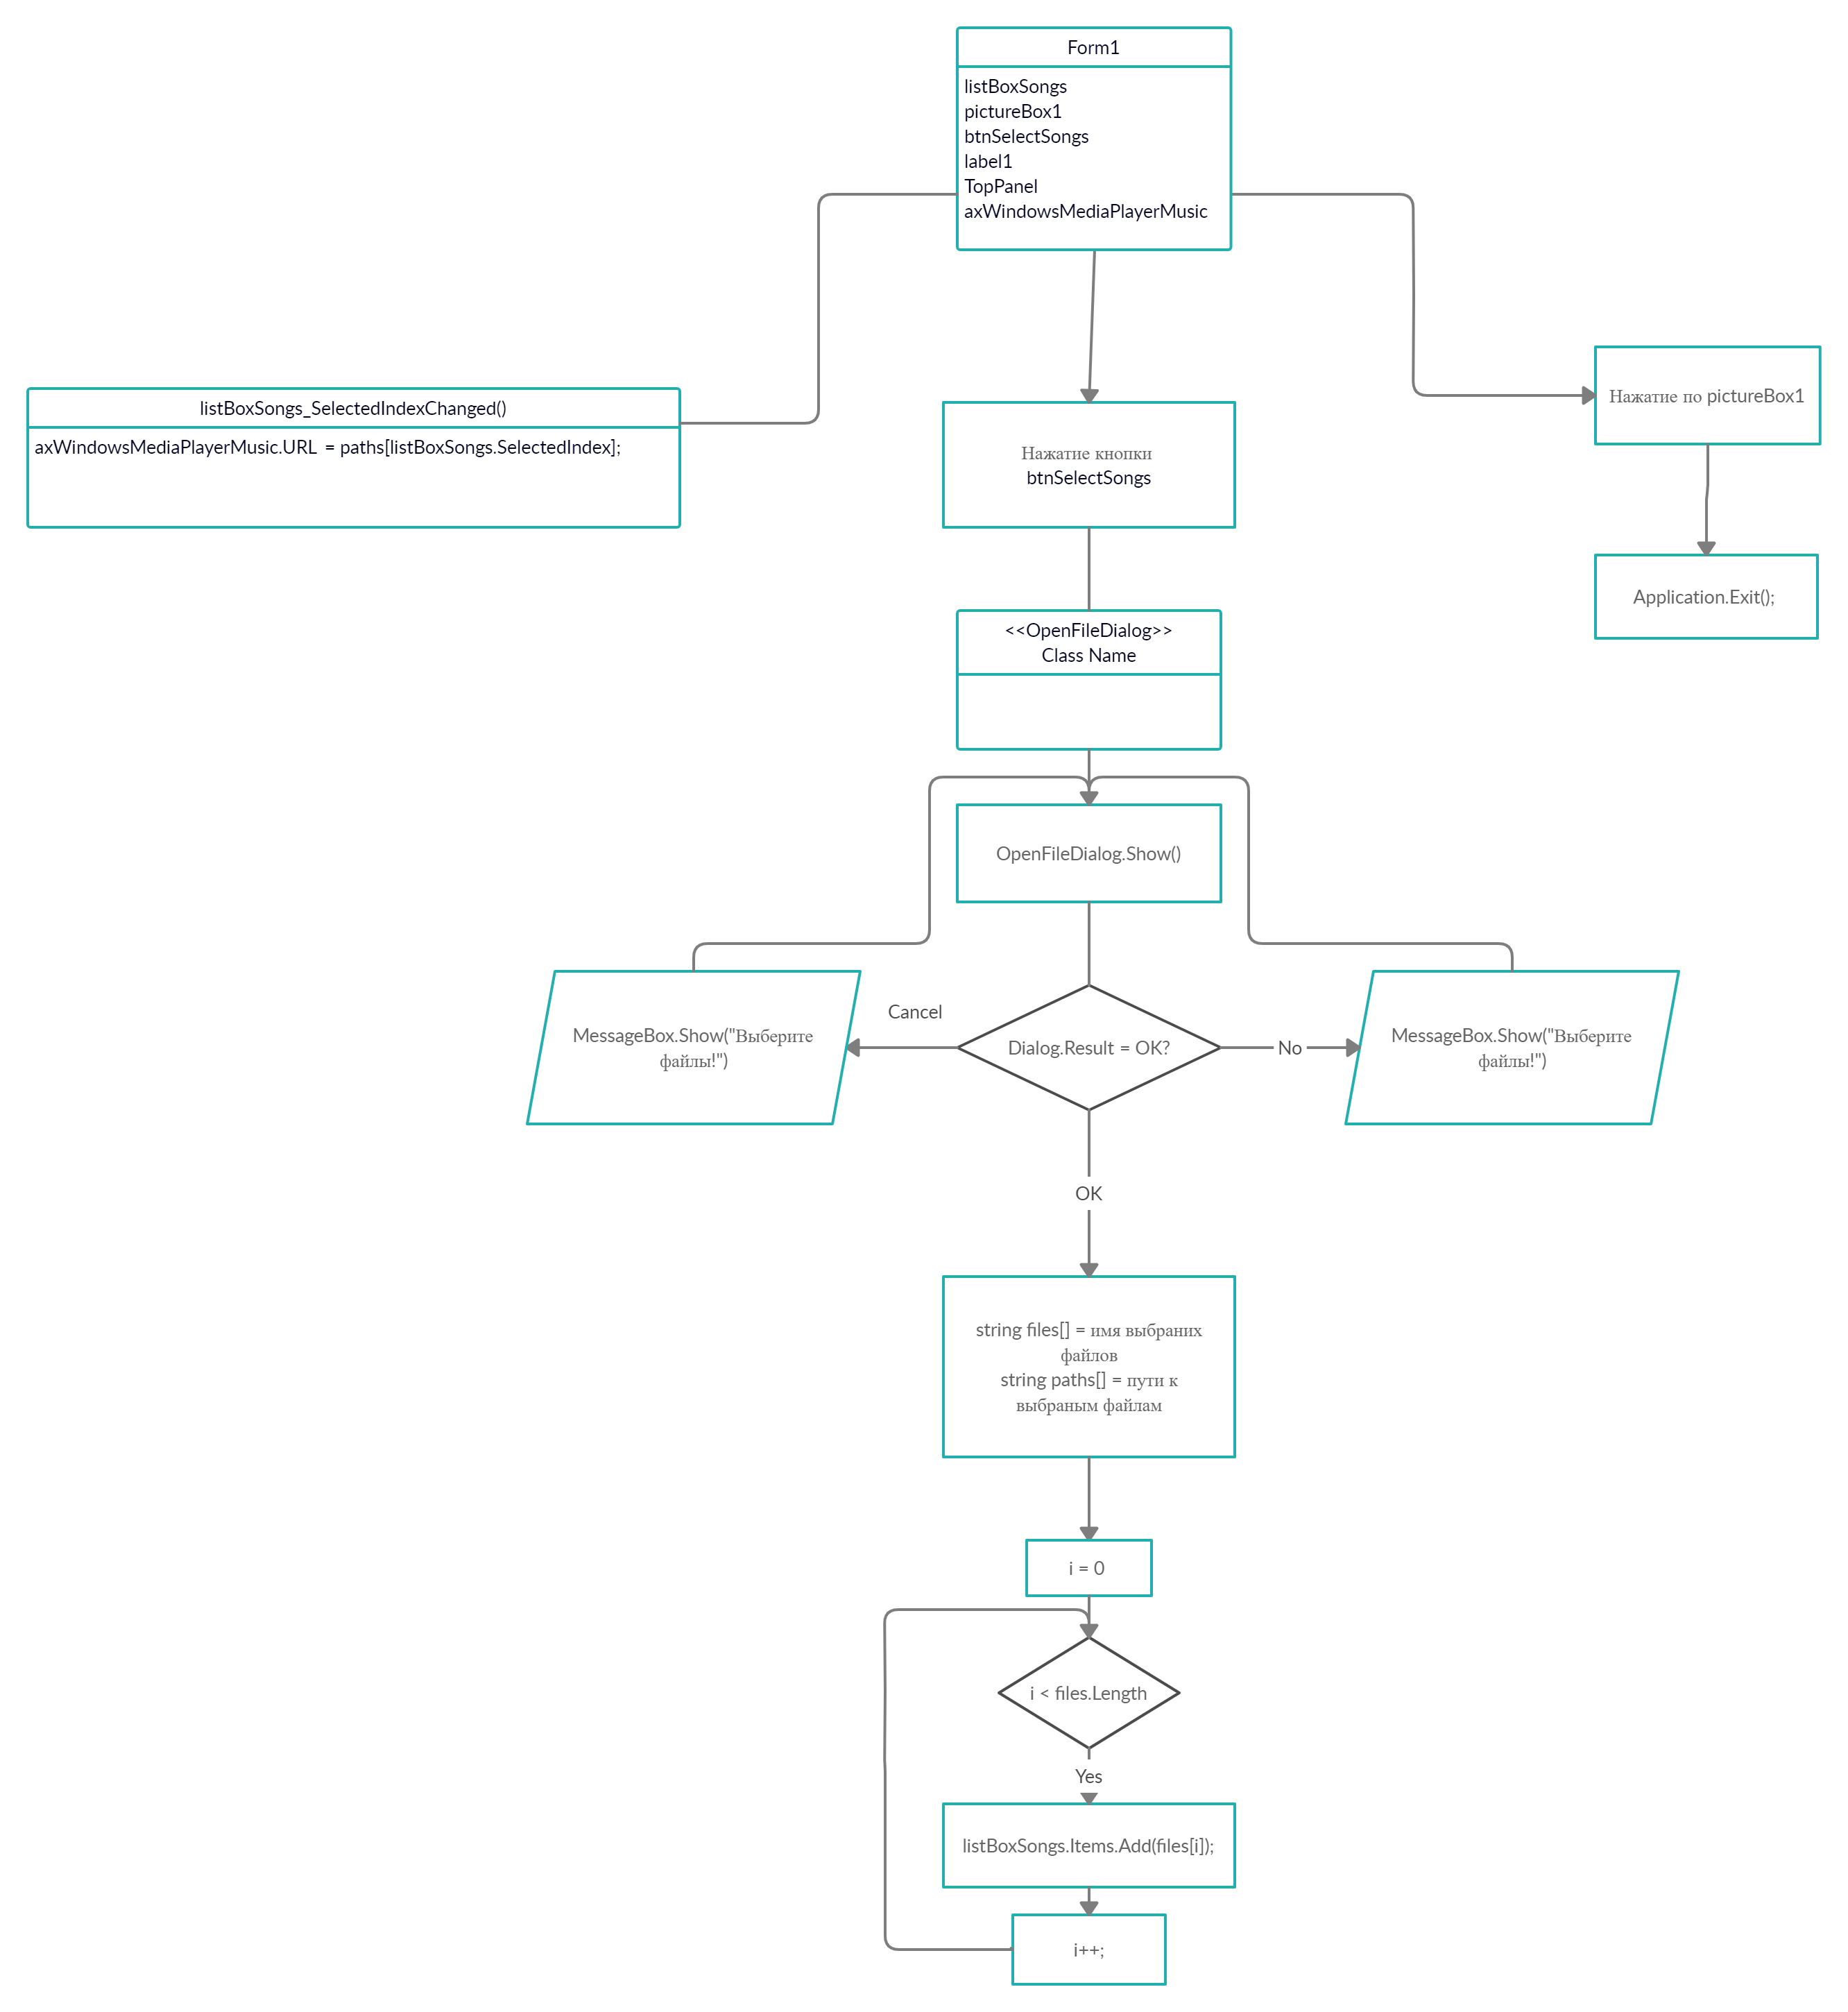 Form1
listBoxSongs
pictureBox1
btnSelectSongs
label1
TopPanel
axWindowsMediaPlayerMusic
listBoxSongs_SelectedIndexChanged()
axWindowsMediaPlayerMusic.URL = paths[listBoxSongs.SelectedIndex];
Нажатие кнопки
btnSelectSongs
Нажатие по pictureBox1
Application.Exit();
<<OpenFileDialog>>
Class Name
OpenFileDialog.Show()
Cancel
MessageBox.Show("Выберите
файлы!")
Dialog.Result = OK?
No
MessageBox.Show("Выберите
файлы!")
OK
string files[] = имя выбраних
файлов
string paths[] = пути к
выбраным файлам
i = 0
i < files.Length
Yes
listBoxSongs.Items.Add(files[i]);
i++;